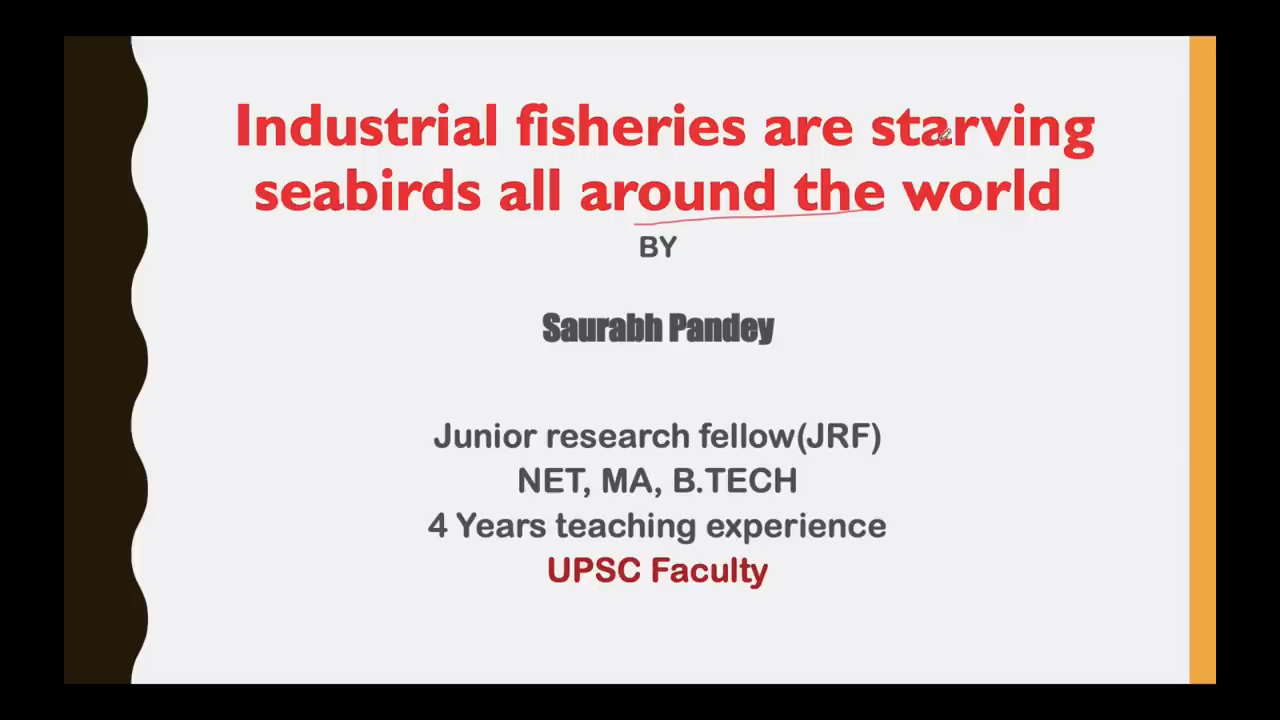 Industrial fisheries are starving
seabirds all around the world
BY
Saurabh Pandey
Junior research fellow(JRF)
NET, MA, B.TECH
4 Years teaching experience
UPSC Faculty